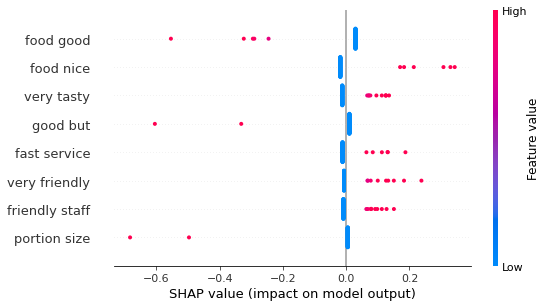 High
food good
food nice
very tasty
good but
fast service
very friendly
friendly staff
portion size
Feature value
Low
−0.6 −0.4 −0.2 0.0 0.2
SHAP value (impact on model output)